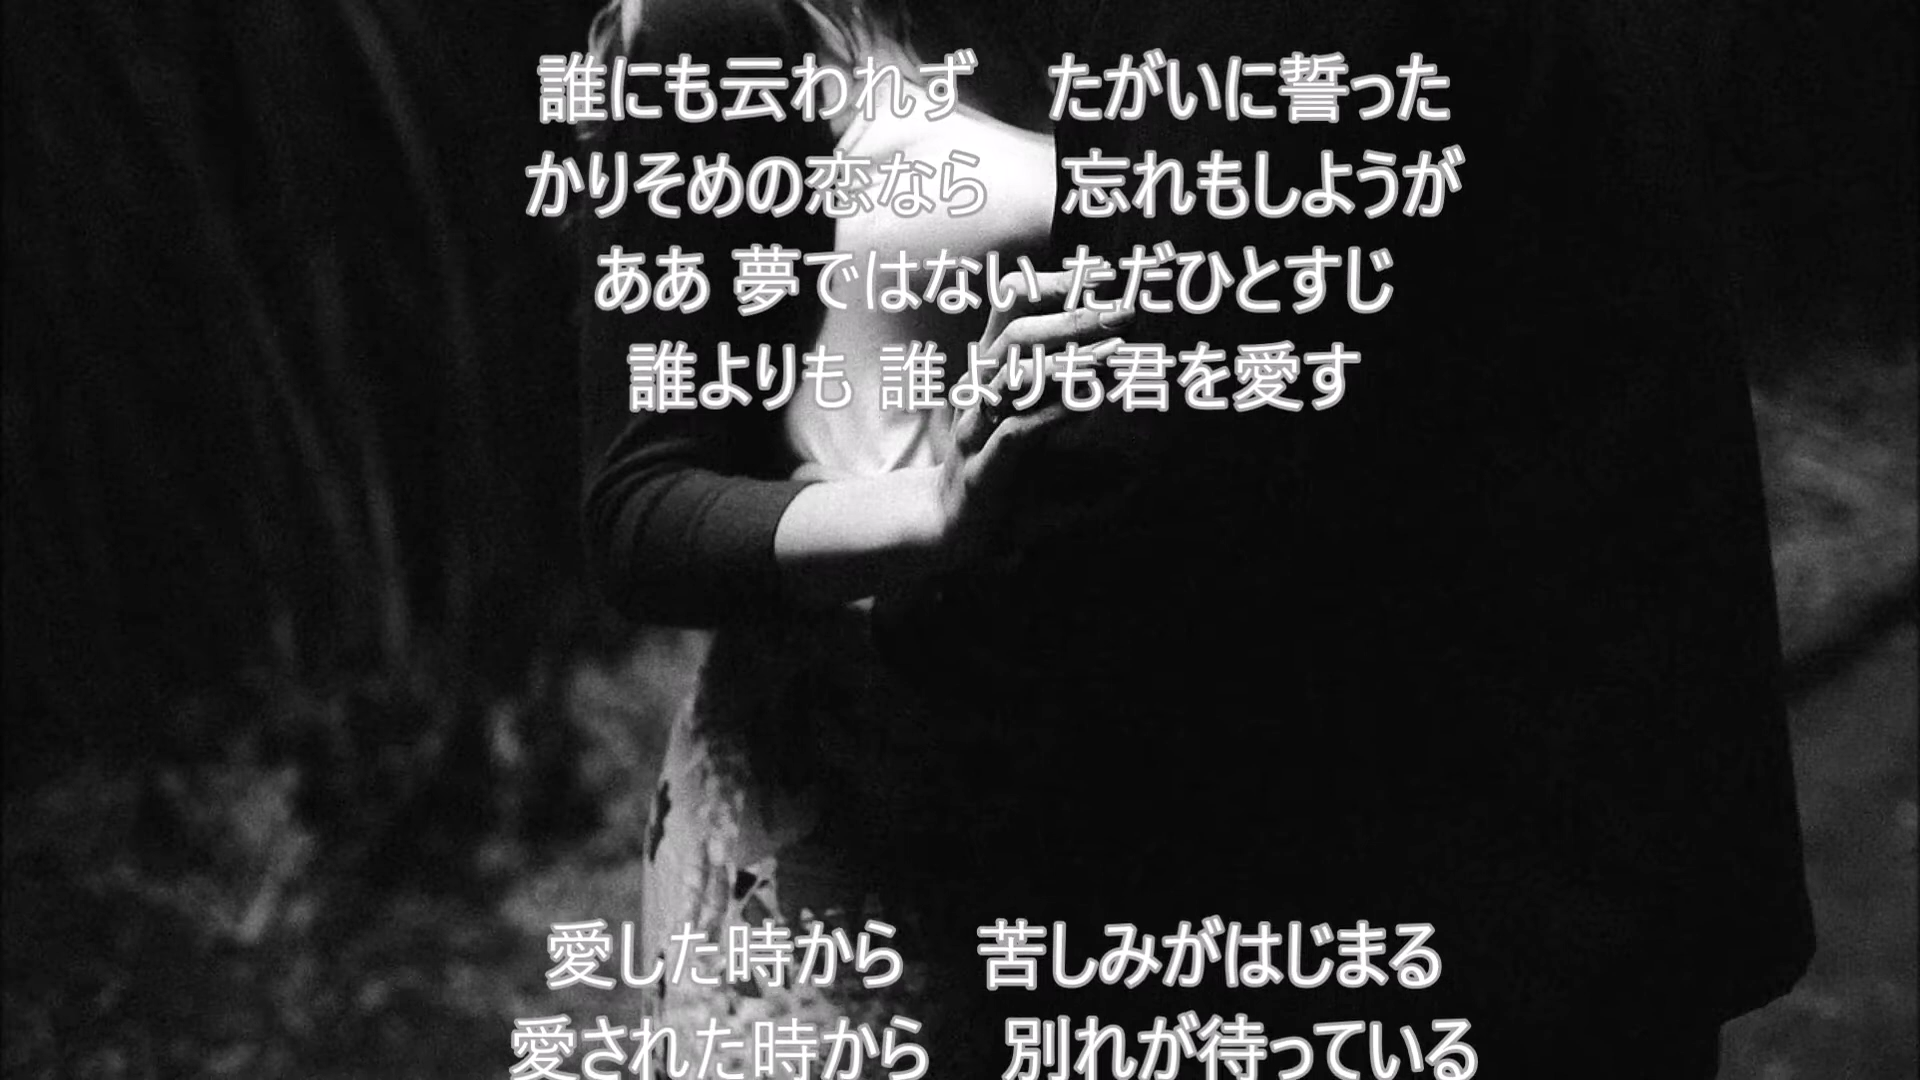 誰にも云われず　たがいに誓った
かりそめの恋なら　忘れもしようが
ああ 夢ではない ただひとすじ
誰よりも 誰よりも君を愛す
愛した時から　苦しみがはじまる
愛された時から　別れが待っている